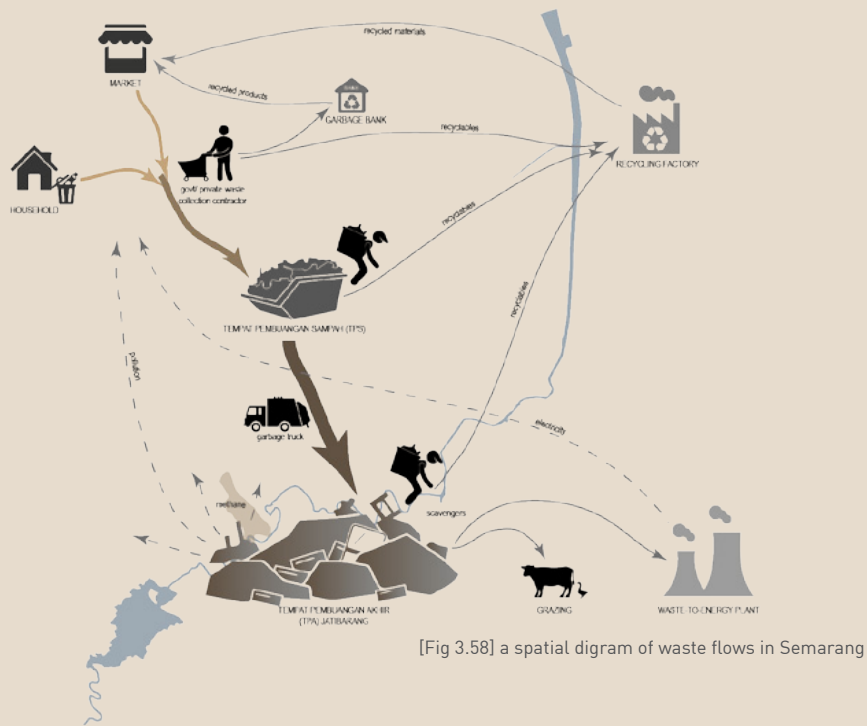 recycled materials
MARKET
recycled products
BANK
GARBAGE BANK
recyclables
RECYCLING FACTORY
govt/ private waste
collection contractor
HOUSEHOLD
recyclables
recyclables
TEMPAT PEMBUANGAN SAMPAH (TPS)
pollution
garbage truck
electricity
methane
scavengers
TEMPAT PEMBUANGAN AKHIR
(TPA) JATIBARANG
GRAZING
WASTE-TO-ENERGY PLANT
[Fig 3.58] a spatial digram of waste flows in Semarang